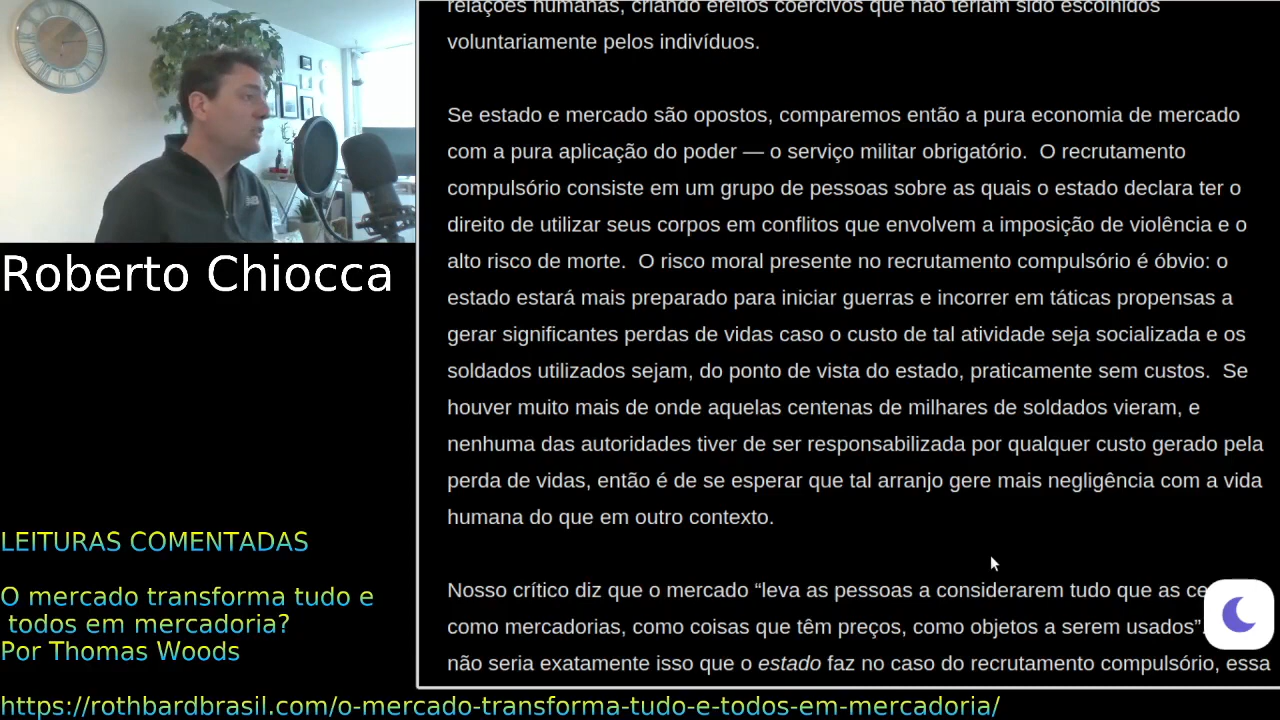 relações humanas, criando efeitos coercivos que não teriam sido escolhidos
voluntariamente pelos indivíduos.
Se estado e mercado são opostos, comparemos então a pura economia de mercado
com a pura aplicação do poder — o serviço militar obrigatório.  O recrutamento
compulsório consiste em um grupo de pessoas sobre as quais o estado declara ter o
direito de utilizar seus corpos em conflitos que envolvem a imposição de violência e o
alto risco de morte.  O risco moral presente no recrutamento compulsório é óbvio: o
estado estará mais preparado para iniciar guerras e incorrer em táticas propensas a
gerar significantes perdas de vidas caso o custo de tal atividade seja socializada e os
soldados utilizados sejam, do ponto de vista do estado, praticamente sem custos.  Se
houver muito mais de onde aquelas centenas de milhares de soldados vieram, e
nenhuma das autoridades tiver de ser responsabilizada por qualquer custo gerado pela
perda de vidas, então é de se esperar que tal arranjo gere mais negligência com a vida
humana do que em outro contexto.
Nosso crítico diz que o mercado “leva as pessoas a considerarem tudo que as
como mercadorias, como coisas que têm preços, como objetos a serem usados”.
não seria exatamente isso que o estado faz no caso do recrutamento compulsório, essa
Roberto Chiocca
LEITURAS COMENTADAS
O mercado transforma tudo e
todos em mercadoria?
Por Thomas Woods
https://rothbardbrasil.com/o-mercado-transforma-tudo-e-todos-em-mercadoria/